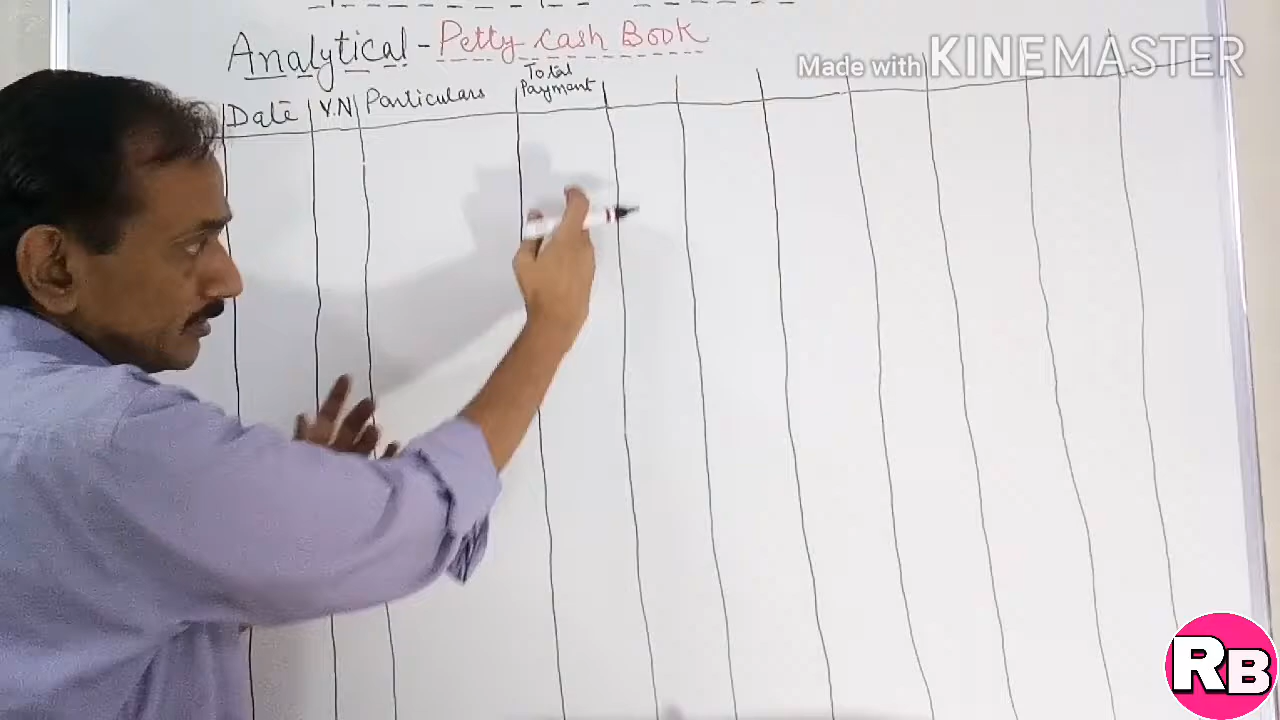 Analytical - Petty cash Book
Made with KINEMASTER
Date
V.N
Particulars
Total
Payment
RB